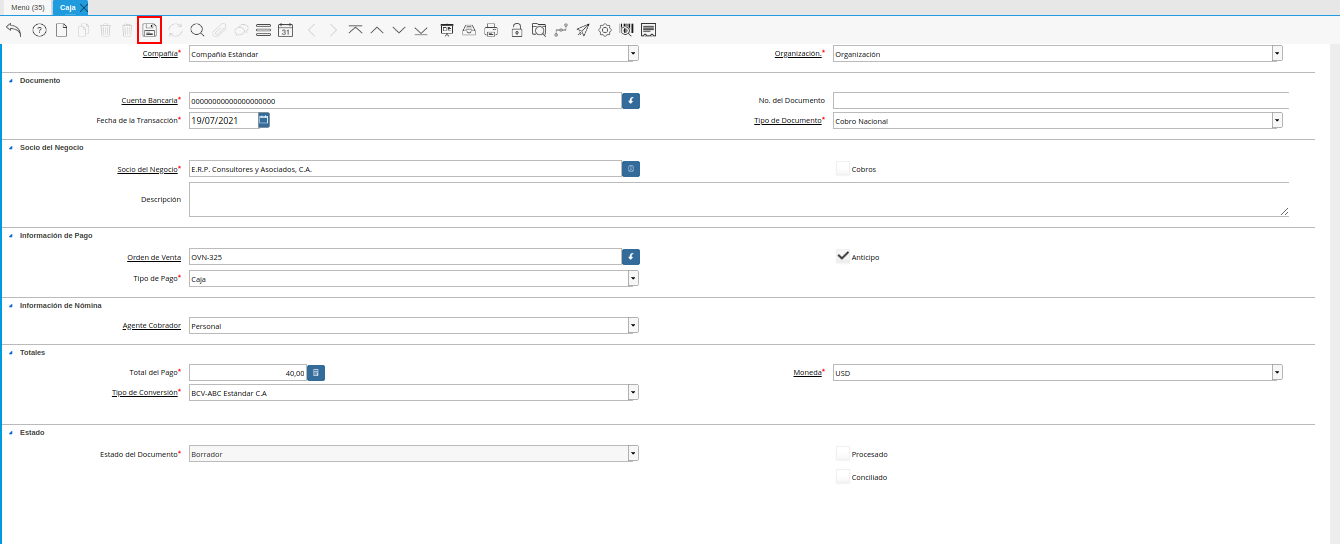 Menú (35) Caja
31
Compañía* Compañía Estándar Organización.* Organización
Documento
Cuenta Bancaria* 00000000000000000000 No. del Documento
Fecha de la Transacción* 19/07/2021 Tipo de Documento* Cobro Nacional
Socio del Negocio
Socio del Negocio* E.R.P. Consultores y Asociados, C.A. Cobros
Descripción
Información de Pago
Orden de Venta OVN-325 Anticipo
Tipo de Pago* Caja
Información de Nómina
Agente Cobrador Personal
Totales
Total del Pago* 40,00 Moneda* USD
Tipo de Conversión* BCV-ABC Estándar C.A
Estado
Estado del Documento* Borrador Procesado
Conciliado